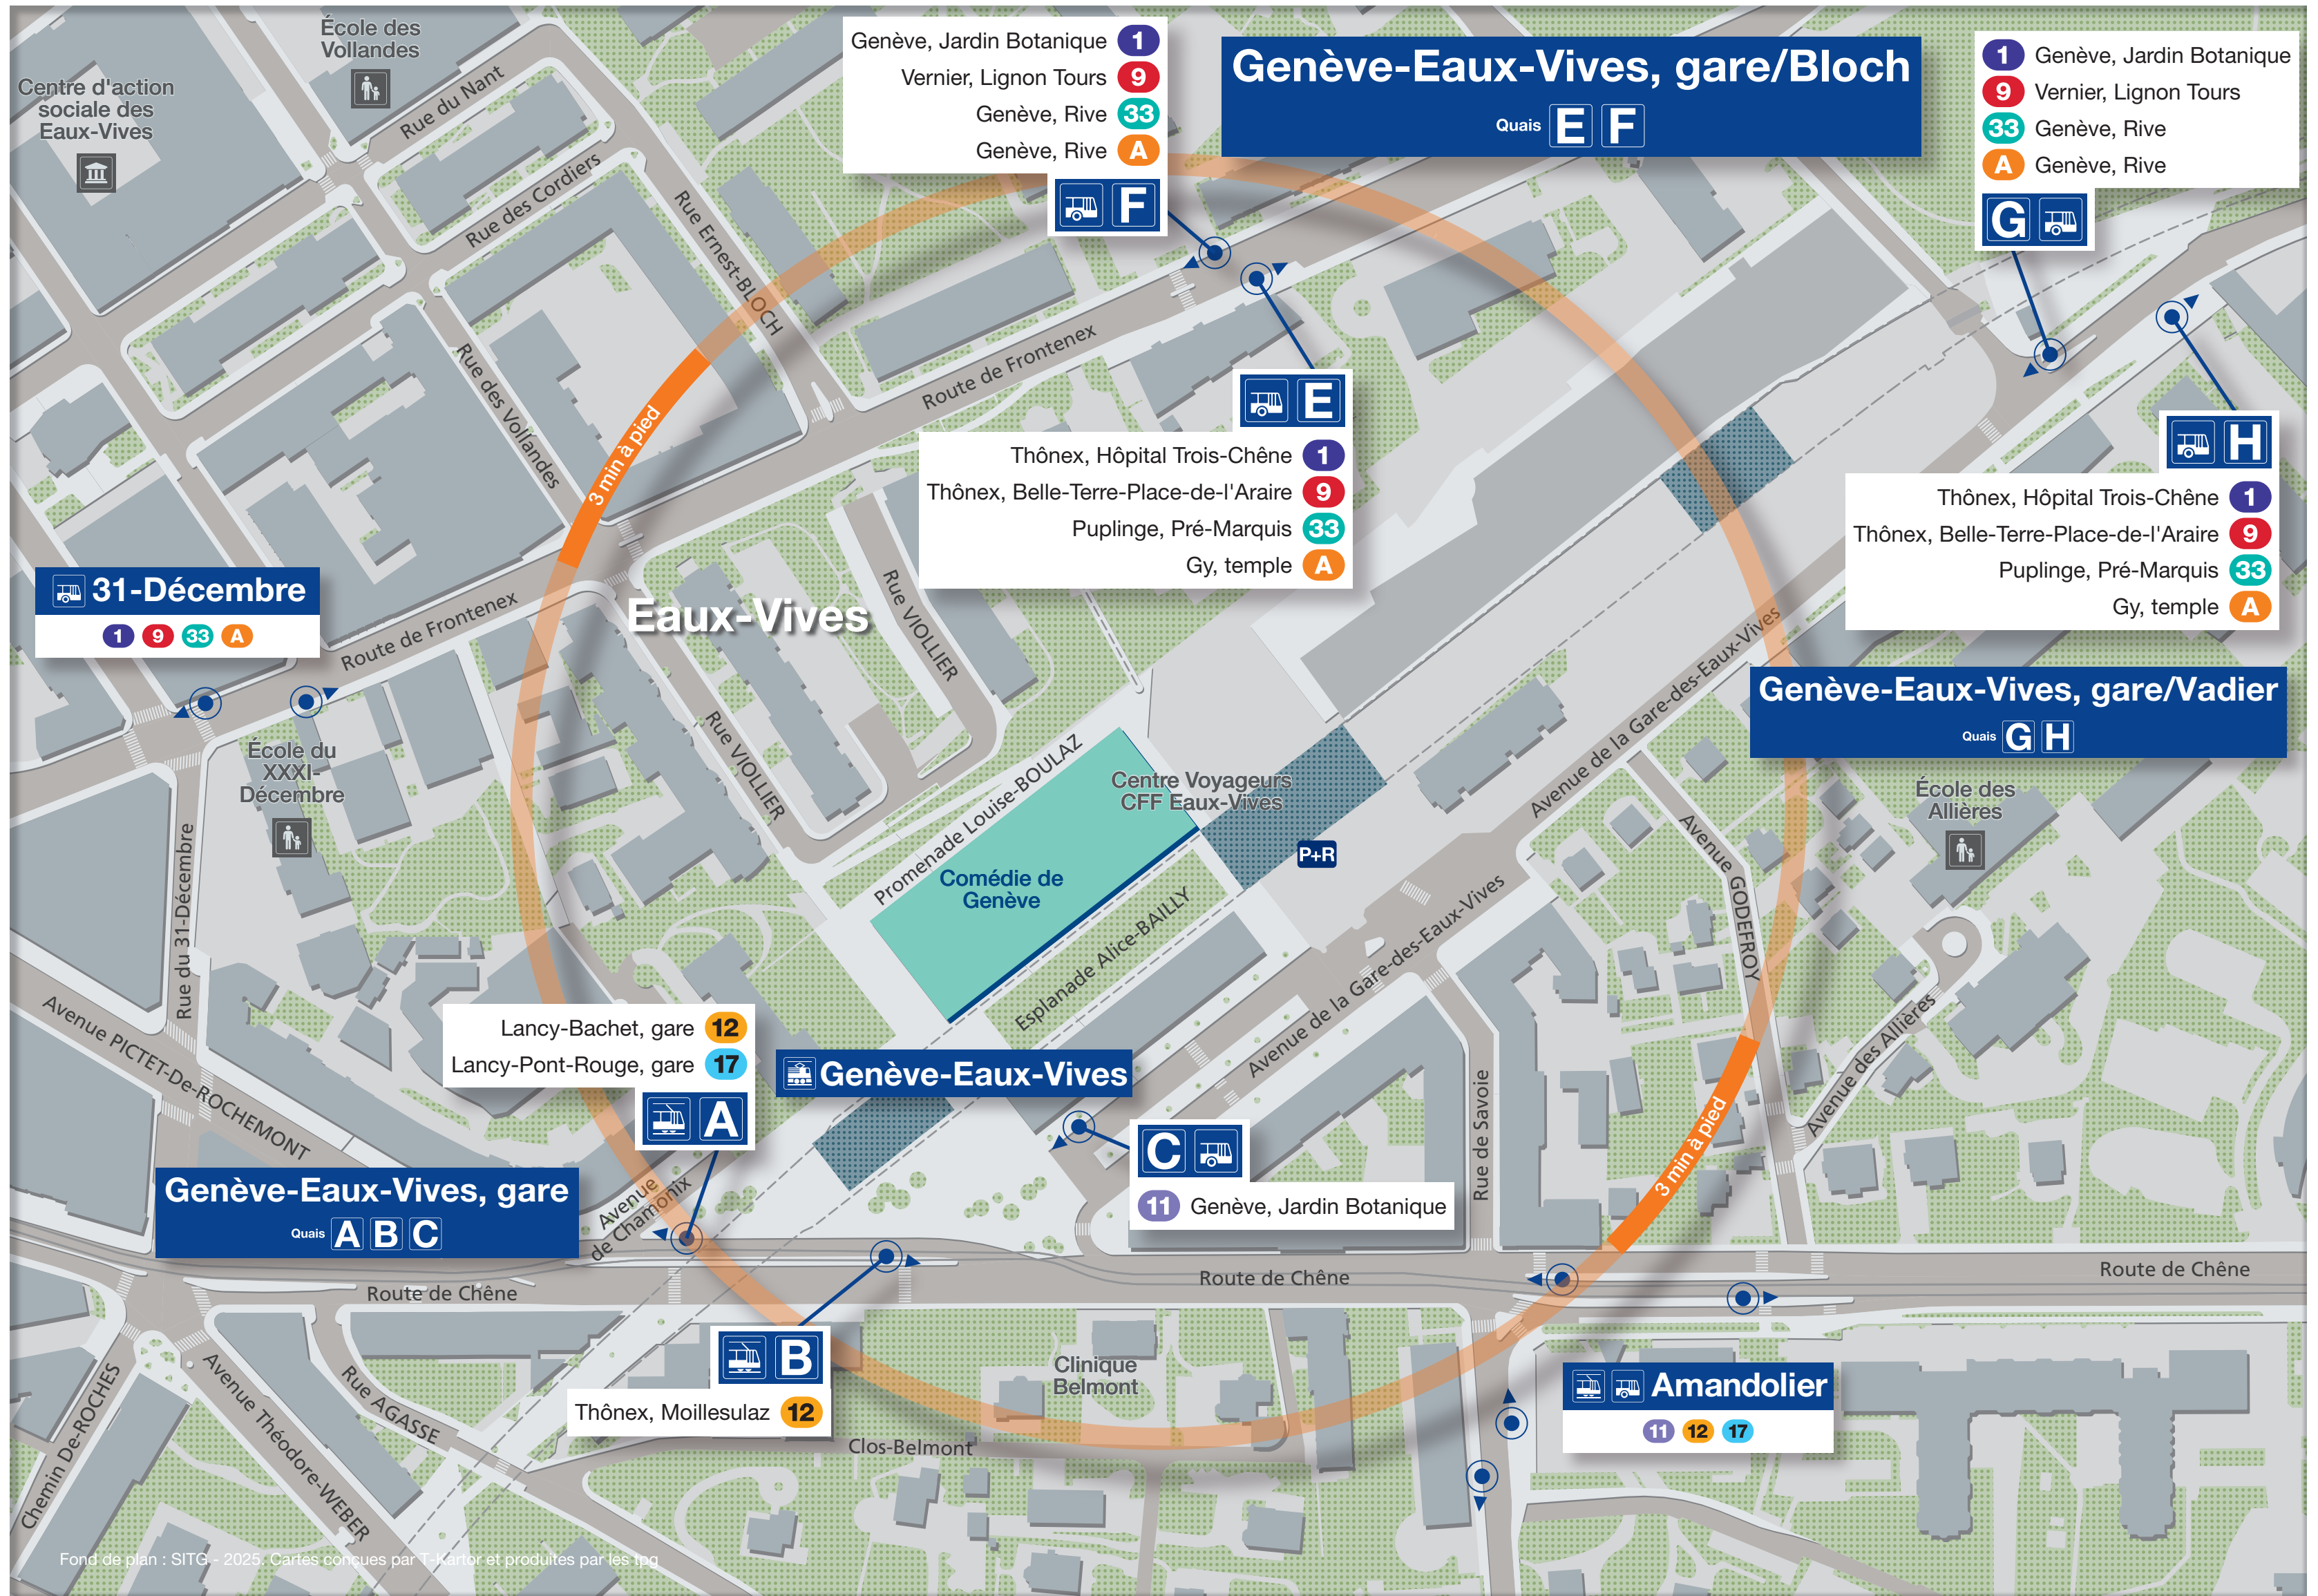 École des
Vollandes
Centre d'action
sociale des
Eaux-Vives
Rue du Nant
Rue des Cordiers
Rue Ernest-BLOCH
Rue des Vollandes
Genève, Jardin Botanique 1
Vernier, Lignon Tours 9
Genève, Rive 33
Genève, Rive A
F
Genève-Eaux-Vives, gare/Bloch
Quais E F
1 Genève, Jardin Botanique
9 Vernier, Lignon Tours
33 Genève, Rive
A Genève, Rive
G
Route de Frontenex
3 min à pied
E
Thônex, Hôpital Trois-Chêne 1
Thônex, Belle-Terre-Place-de-l'Araire 9
Puplinge, Pré-Marquis 33
Gy, temple A
H
Thônex, Hôpital Trois-Chêne 1
Thônex, Belle-Terre-Place-de-l'Araire 9
Puplinge, Pré-Marquis 33
Gy, temple A
31-Décembre
1 9 33 A
Route de Frontenex
Eaux-Vives
Rue VIOLLIER
Rue VIOLLIER
Genève-Eaux-Vives, gare/Vadier
Quais G H
École du
XXXI-
Décembre
Promenade Louise-BOULAZ
Centre Voyageurs
CFF Eaux-Vives
P+R
Avenue de la Gare-des-Eaux-Vives
École des
Allières
Avenue GODEFROY
Comédie de
Genève
Esplanade Alice-BAILLY
Avenue de la Gare-des-Eaux-Vives
Rue du 31-Décembre
Avenue PICTET-De-ROCHEMONT
Lancy-Bachet, gare 12
Lancy-Pont-Rouge, gare 17
A
Genève-Eaux-Vives
C
11 Genève, Jardin Botanique
Rue de Savoie
Avenue des Allières
3 min à pied
Genève-Eaux-Vives, gare
Quais A B C
Avenue
de Chamonix
Route de Chêne
Route de Chêne
Route de Chêne
B
Thônex, Moillesulaz 12
Clinique
Belmont
Clos-Belmont
Amandolier
11 12 17
Chemin De-ROCHES
Avenue Théodore-WEBER
Rue AGASSE
Fond de plan : SITG - 2025. Cartes conçues par T-Kartor et produites par les tpg